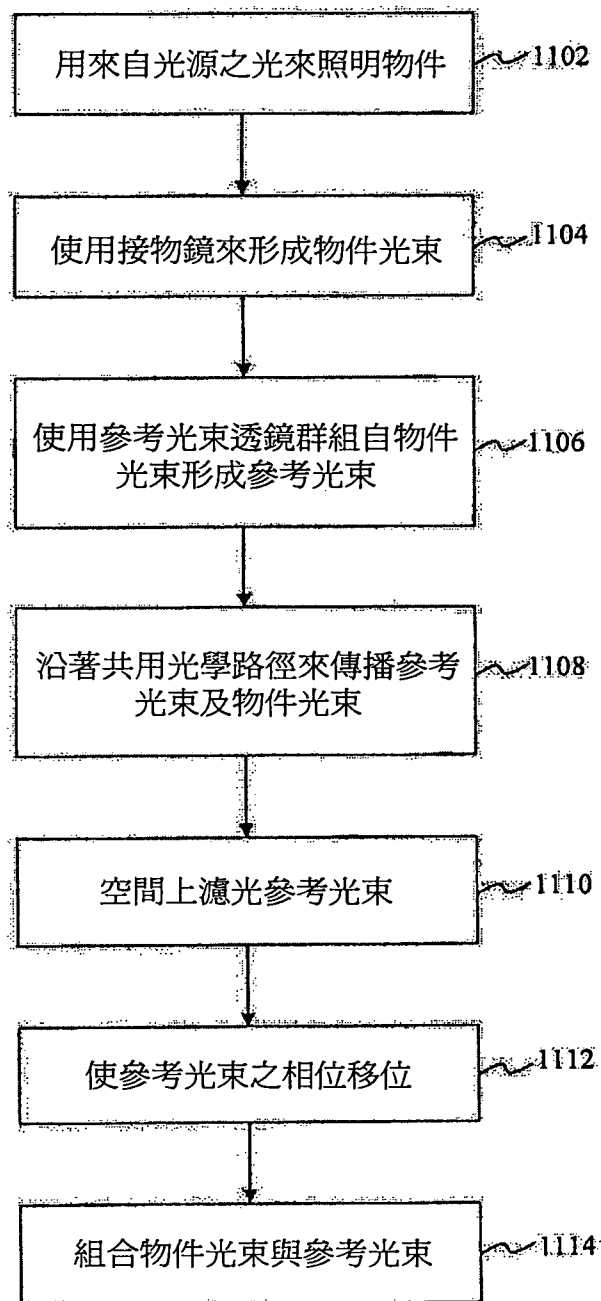 用來自光源之光來照明物件
1102
使用接物鏡來形成物件光束
1104
使用參考光束透鏡群組自物件
光束形成參考光束
1106
沿著共用光學路徑來傳播參考
光束及物件光束
1108
空間上濾光參考光束
1110
使參考光束之相位移位
1112
組合物件光束與參考光束
1114